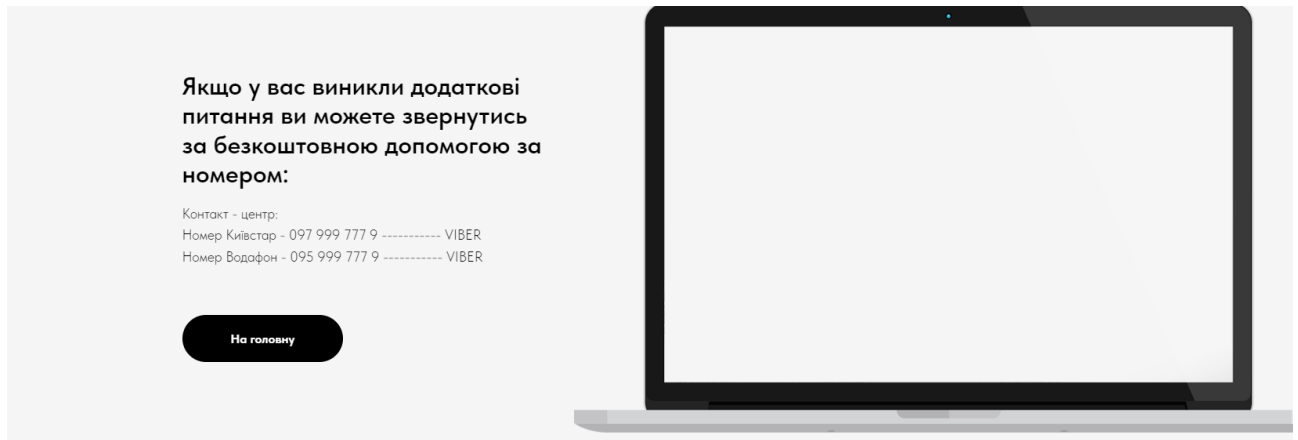 Якщо у вас виникли додаткові
питання ви можете звернутись
за безкоштовною допомогою за
номером:
Контакт - центр:
Номер Київстар - 097 999 777 9 ----------- VIBER
Номер Водафон - 095 999 777 9 ----------- VIBER
На головну